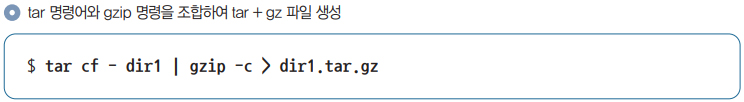 tar 명령어와 gzip 명령을 조합하여 tar + gz 파일 생성
$ tar cf - dir1 | gzip -c > dir1.tar.gz